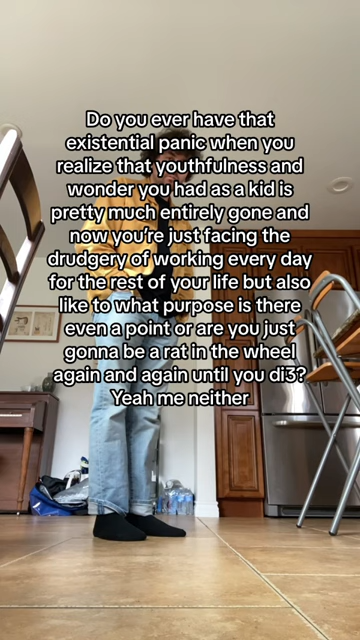 Do you ever have that
existential panic when you
realize that youthfulness and
wonder you had as a kid is
pretty much entirely gone and
now you're just facing the
drudgery of working every day
for the rest of your life but also
like to what purpose is there
even a point or are you just
gonna be a rat in the wheel
again and again until you di3?
Yeah me neither